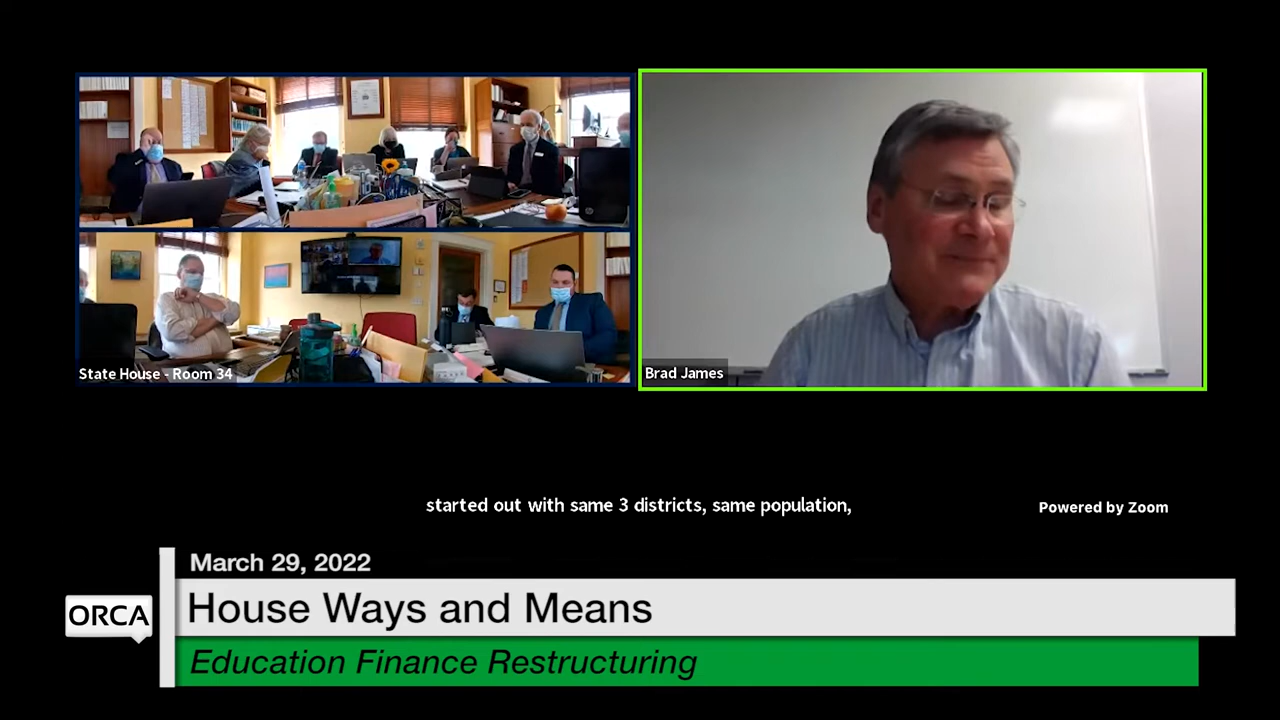 State House - Room 34
Brad James
started out with same 3 districts, same population,
Powered by Zoom
March 29, 2022
ORCA
House Ways and Means
Education Finance Restructuring